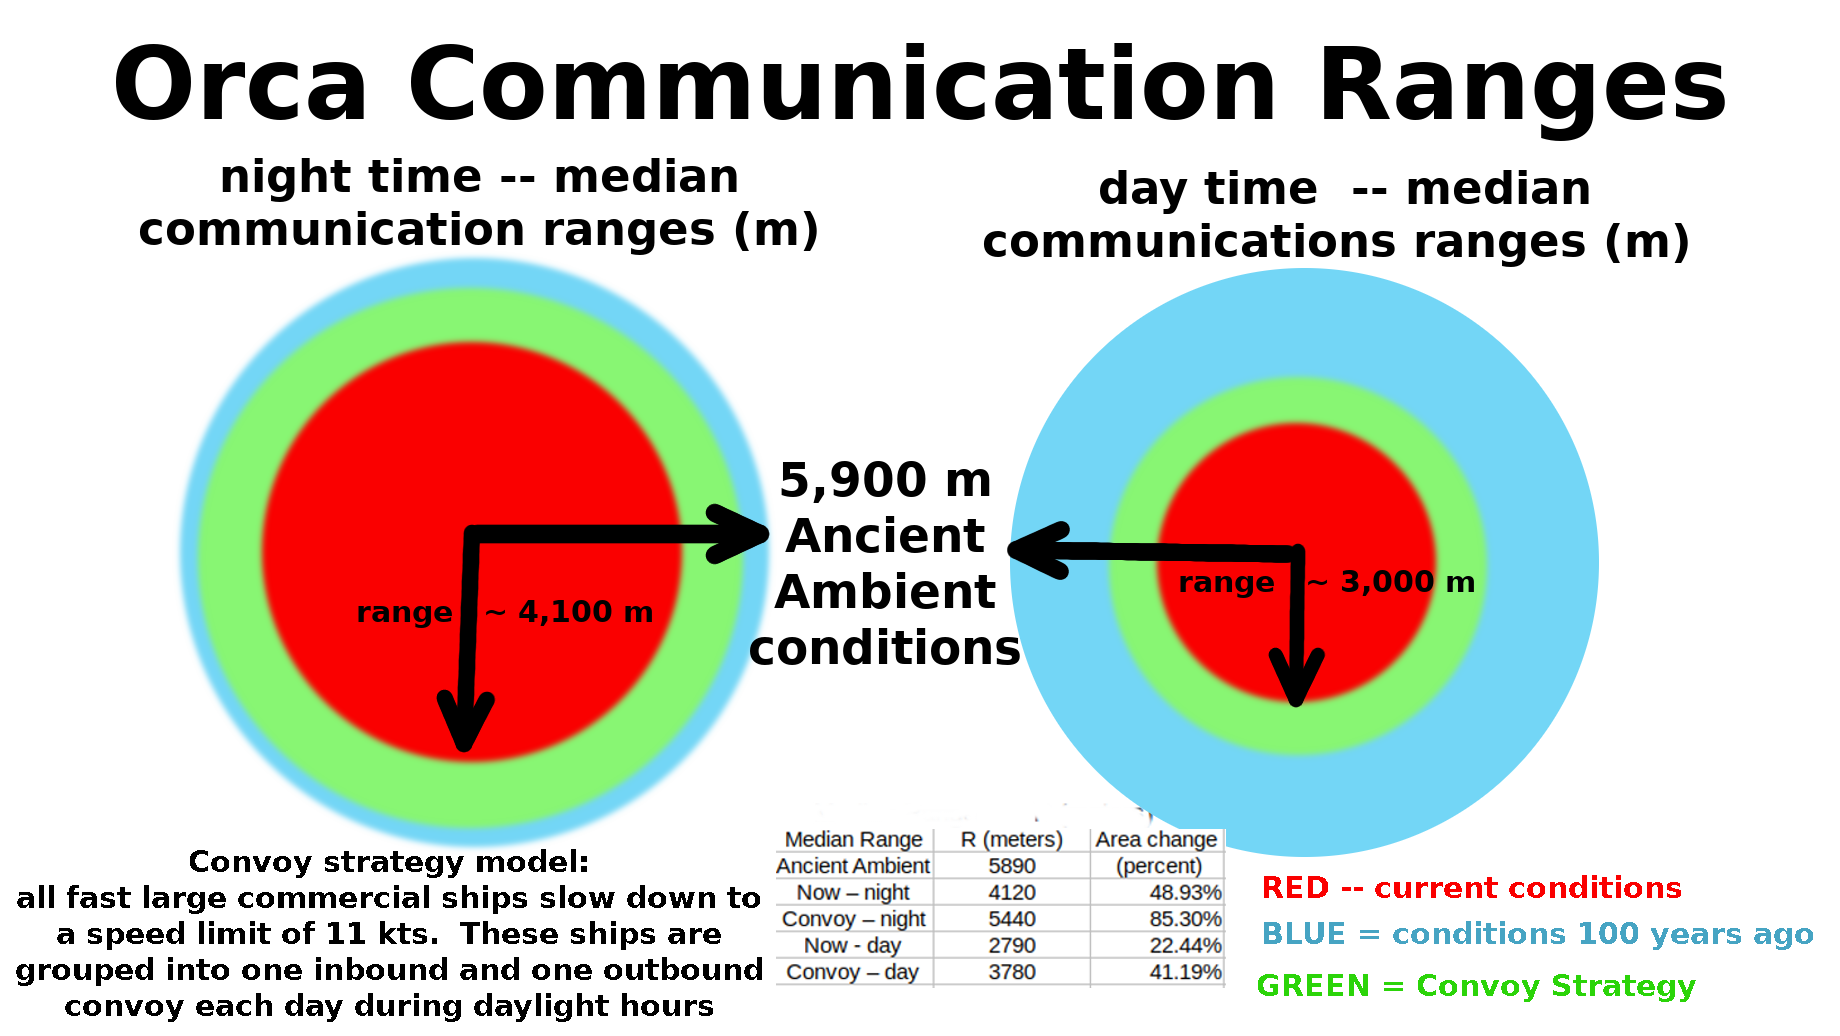 Orca Communication Ranges
night time -- median
communication ranges (m)
day time -- median
communications ranges (m)
5,900 m
Ancient
Ambient
conditions
range ~ 4,100 m
range ~ 3,000 m
Convoy strategy model:
all fast large commercial ships slow down to
a speed limit of 11 kts. These ships are
grouped into one inbound and one outbound
convoy each day during daylight hours
Median Range R (meters) Area change
Ancient Ambient 5890 (percent)
Now – night 4120 48.93%
Convoy – night 5440 85.30%
Now - day 2790 22.44%
Convoy – day 3780 41.19%
RED -- current conditions
BLUE = conditions 100 years ago
GREEN = Convoy Strategy